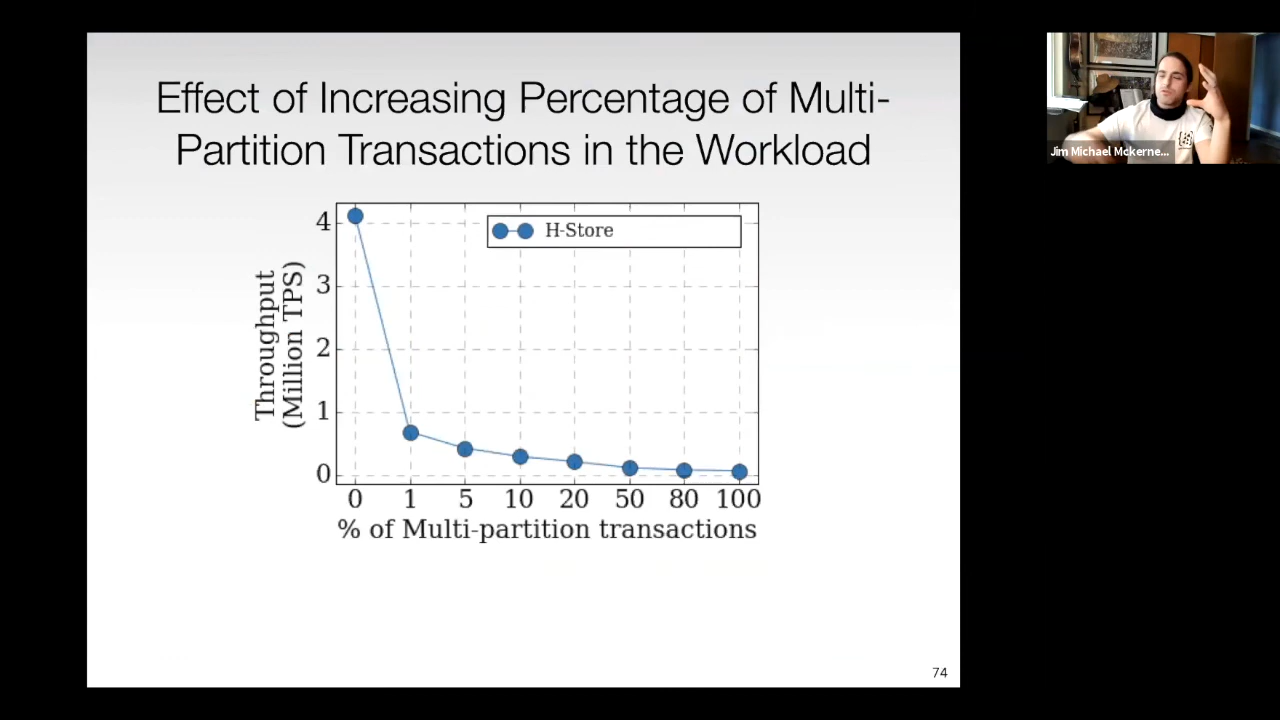 Effect of Increasing Percentage of Multi-
Partition Transactions in the Workload
H-Store
Throughput
(Million TPS)
4
3
2
1
0
0 1 5 10 20 50 80 100
% of Multi-partition transactions
74
Jim Michael Mckerne...